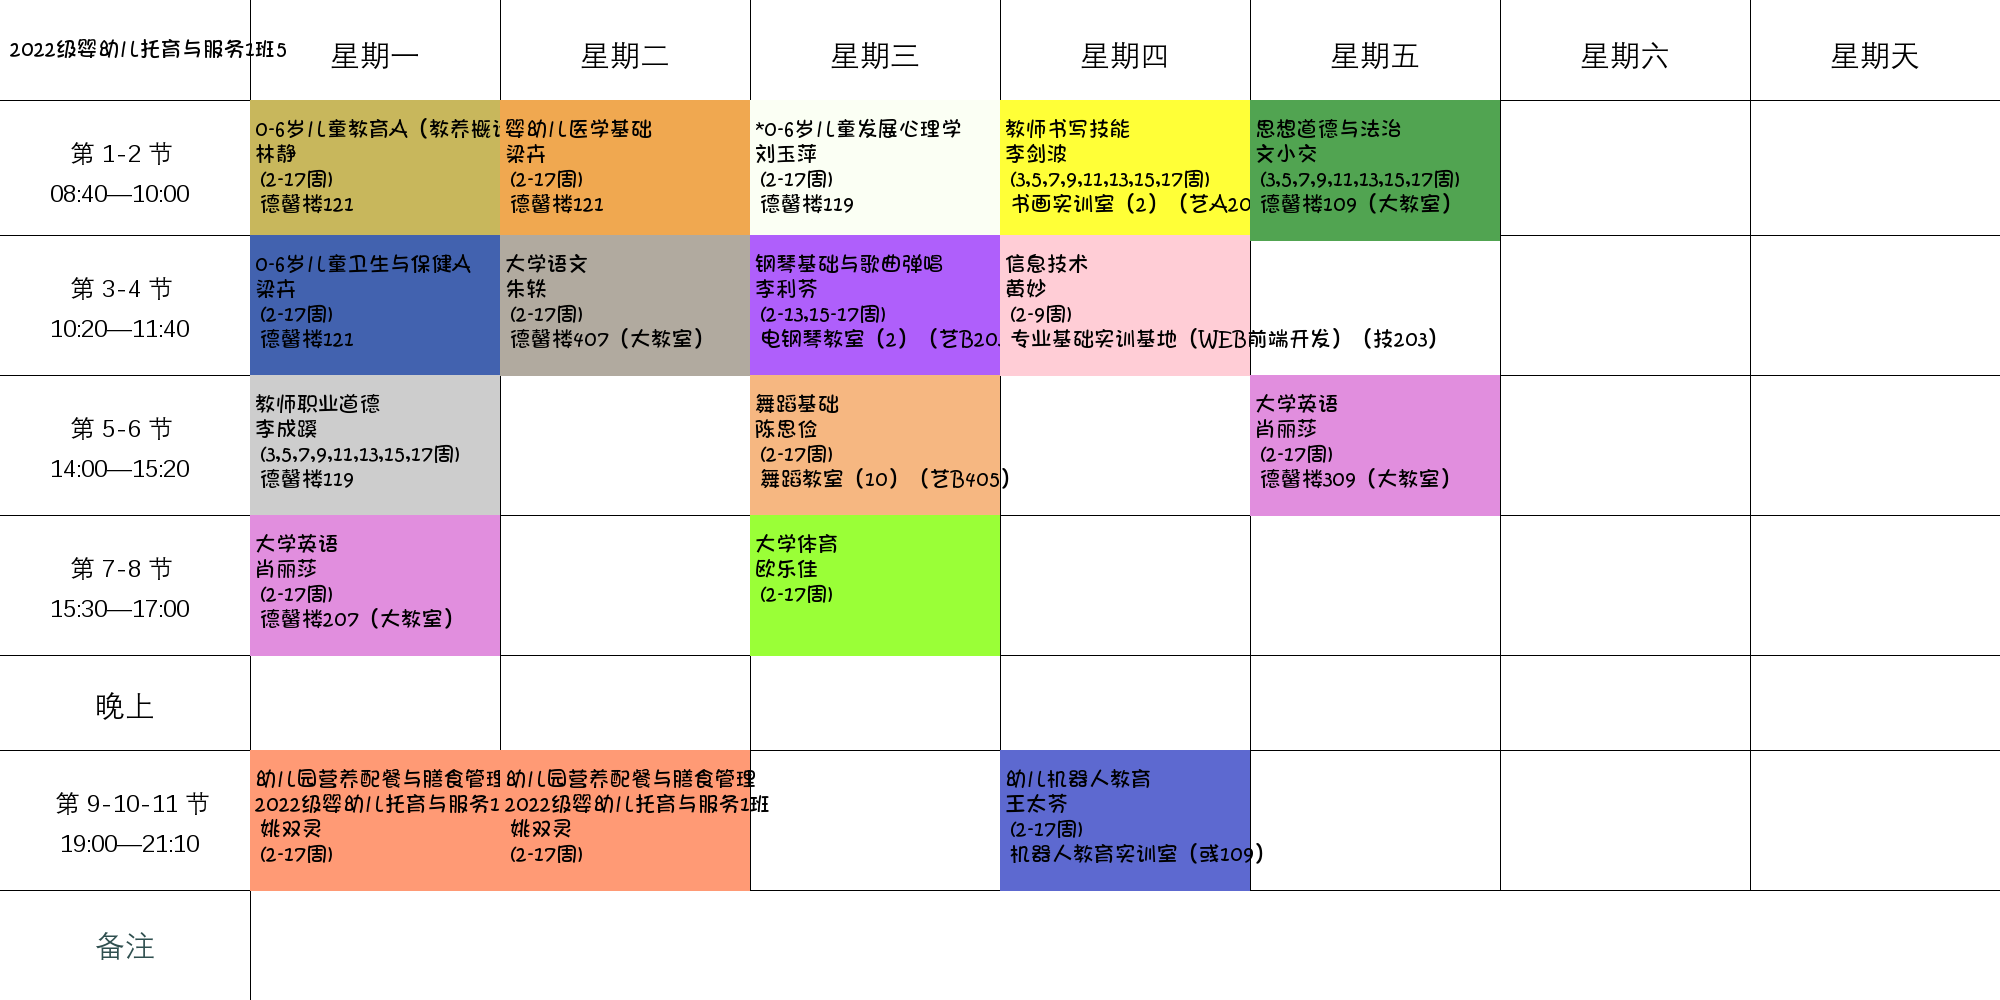 2022级婴幼儿托育与服务1班5
星期一
星期二
星期三
星期四
星期五
星期六
星期天
第 1-2 节
08:40—10:00
0-6岁儿童教育人（教养概
林静
(2-17周)
德馨楼121
婴幼儿医学基础
梁卉
(2-17周)
德馨楼121
*0-6岁儿童发展心理学
刘玉萍
(2-17周)
德馨楼119
教师书写技能
李剑波
(3,5,7,9,11,13,15,17周)
书画实训室（2）（艺A20
思想道德与法治
文小交
(3,5,7,9,11,13,15,17周)
德馨楼109（大教室）
第 3-4 节
10:20—11:40
0-6岁儿童卫生与保健人
梁卉
(2-17周)
德馨楼121
大学语文
朱轶
(2-17周)
德馨楼407（大教室）
钢琴基础与歌曲弹唱
李利芬
(2-13,15-17周)
电钢琴教室（2）（艺B20
信息技术
黄妙
(2-9周)
专业基础实训基地（WEB前端开发）（技203）
第 5-6 节
14:00—15:20
教师职业道德
李成蹊
(3,5,7,9,11,13,15,17周)
德馨楼119
舞蹈基础
陈思俭
(2-17周)
舞蹈教室（10）（艺B405）
大学英语
肖丽莎
(2-17周)
德馨楼309（大教室）
第 7-8 节
15:30—17:00
大学英语
肖丽莎
(2-17周)
德馨楼207（大教室）
大学体育
欧乐佳
(2-17周)
晚上
第 9-10-11 节
19:00—21:10
幼儿园营养配餐与膳食管理
2022级婴幼儿托育与服务1
姚双灵
(2-17周)
幼儿园营养配餐与膳食管理
2022级婴幼儿托育与服务1班
姚双灵
(2-17周)
幼儿机器人教育
王太芬
(2-17周)
机器人教育实训室（或109）
备注